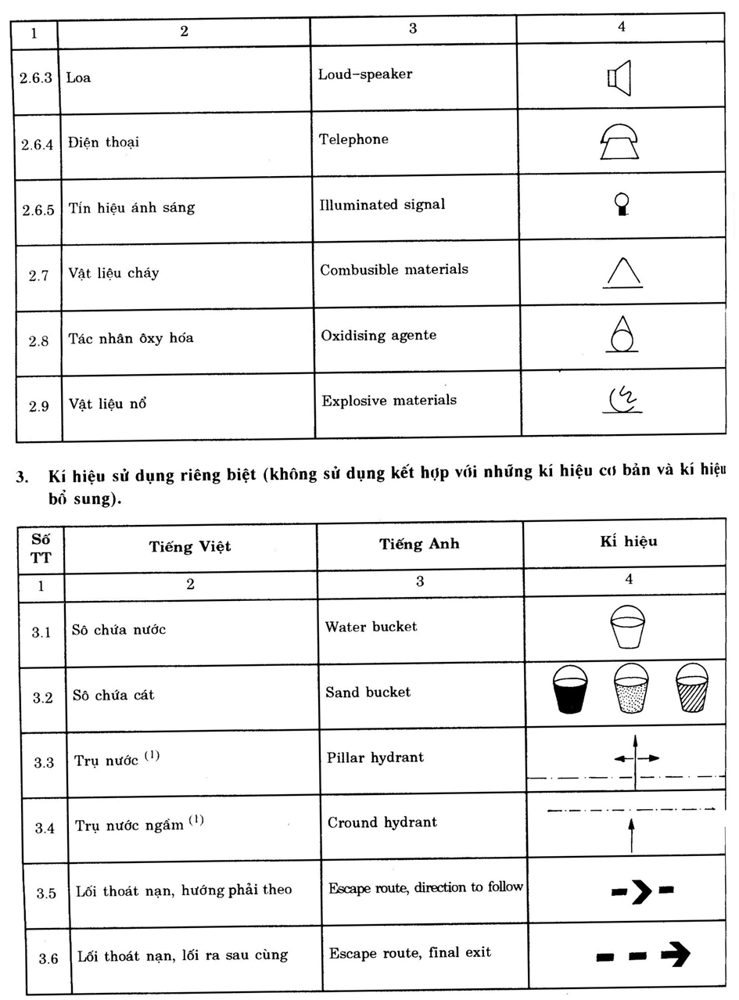 1 2 3 4
2.6.3 Loa Loud-speaker
2.6.4 Điện thoại Telephone
2.6.5 Tín hiệu ánh sáng Illuminated signal
2.7 Vật liệu cháy Combusible materials
2.8 Tác nhân ôxy hóa Oxidising agente
2.9 Vật liệu nổ Explosive materials
3. Kí hiệu sử dụng riêng biệt (không sử dụng kết hợp với những kí hiệu cơ bản và kí hiệu
bổ sung).
Số TT Tiếng Việt Tiếng Anh Kí hiệu
1 2 3 4
3.1 Sô chứa nước Water bucket
3.2 Sô chứa cát Sand bucket
3.3 Trụ nước (1) Pillar hydrant
3.4 Trụ nước ngầm (1) Cround hydrant
3.5 Lối thoát nạn, hướng phải theo Escape route, direction to follow
3.6 Lối thoát nạn, lối ra sau cùng Escape route, final exit